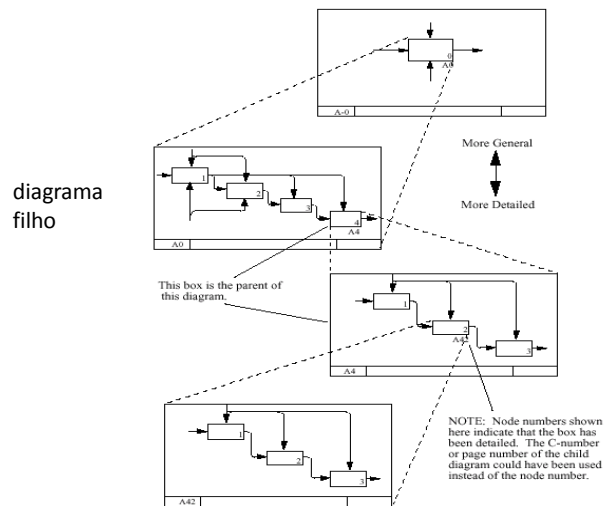 0
A0
A-0
More General
More Detailed
diagrama
filho
1
2
3
4
A4
A0
This box is the parent of
this diagram.
1
2
A42
3
A4
NOTE: Node numbers shown
here indicate that the box has
been detailed. The C-number
or page number of the child
diagram could have been used
instead of the node number.
1
2
3
A42